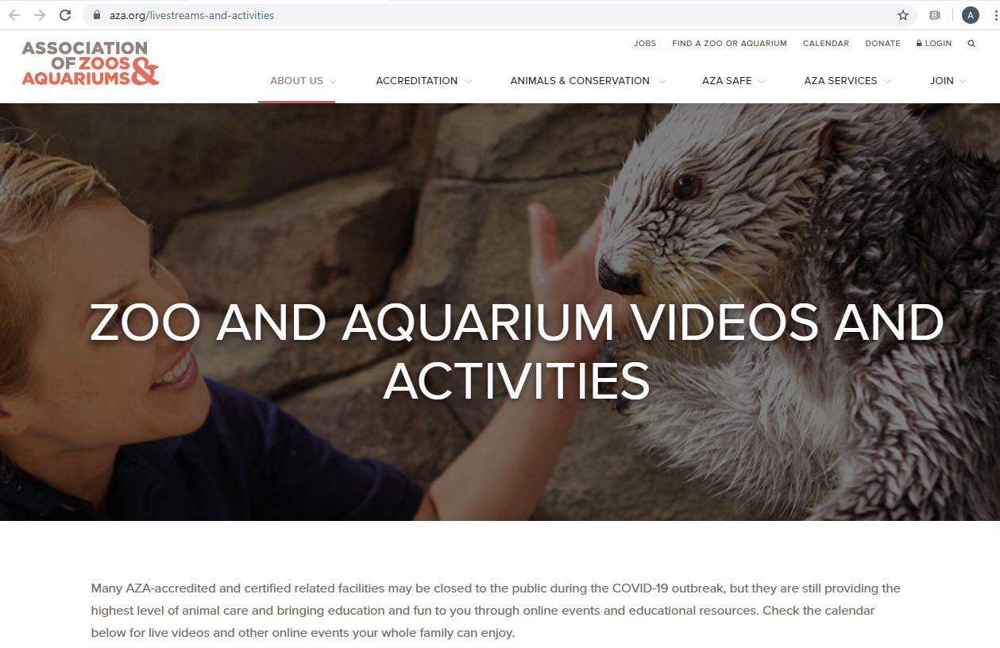 aza.org/livestreams-and-activities
A
ASSOCIATION
OF ZOOS &
AQUARIUMS
JOBS FIND A ZOO OR AQUARIUM CALENDAR DONATE LOGIN
ABOUT US ACCREDITATION ANIMALS & CONSERVATION AZA SAFE AZA SERVICES JOIN
ZOO AND AQUARIUM VIDEOS AND
ACTIVITIES
Many AZA-accredited and certified related facilities may be closed to the public during the COVID-19 outbreak, but they are still providing the
highest level of animal care and bringing education and fun to you through online events and educational resources. Check the calendar
below for live videos and other online events your whole family can enjoy.